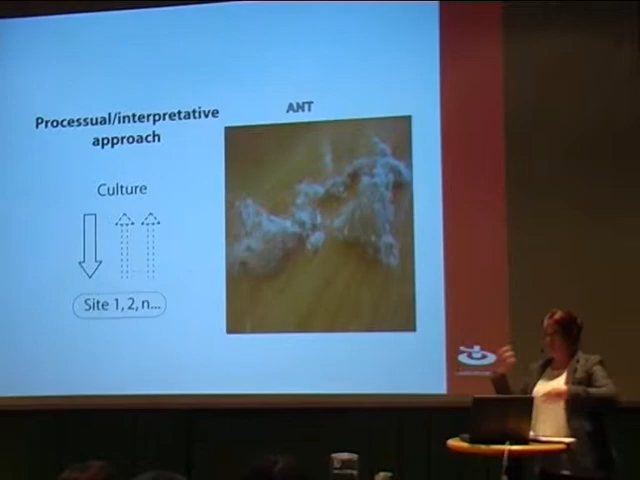 Processual/interpretative
approach
ANT
Culture
Site 1, 2, n...